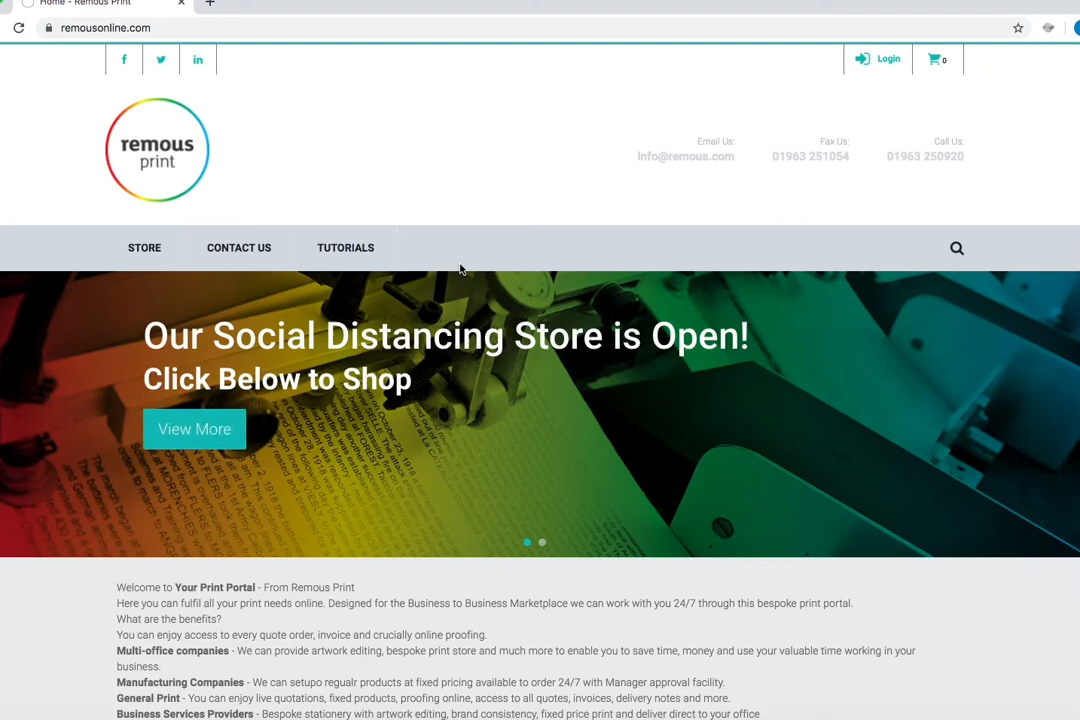 Home - Remous Print
remousonline.com
Login
0
remous
print
Email Us:
Info@remous.com
Fax Us:
01963 251054
Call Us:
01963 250920
STORE
CONTACT US
TUTORIALS
Our Social Distancing Store is Open!
Click Below to Shop
View More
Welcome to Your Print Portal - From Remous Print
Here you can fulfil all your print needs online. Designed for the Business to Business Marketplace we can work with you 24/7 through this bespoke print portal.
What are the benefits?
You can enjoy access to every quote order, invoice and crucially online proofing.
Multi-office companies - We can provide artwork editing, bespoke print store and much more to enable you to save time, money and use your valuable time working in your
business.
Manufacturing Companies - We can setupo regualr products at fixed pricing available to order 24/7 with Manager approval facility.
General Print - You can enjoy live quotations, fixed products, proofing online, access to all quotes, invoices, delivery notes and more.
Business Services Providers - Bespoke stationery with artwork editing, brand consistency, fixed price print and deliver direct to your office